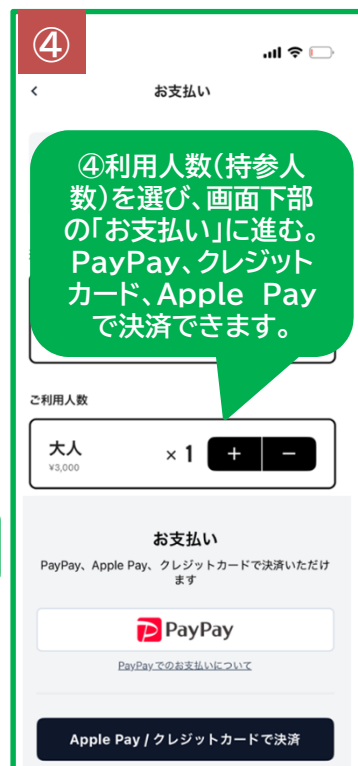 ④
お支払い
④利用人数(持参人
数)を選び、画面下部
の「お支払い」に進む。
PayPay、クレジット
カード、Apple Pay
で決済できます。
ご利用人数
大人
¥3,000
× 1 + −
お支払い
PayPay、Apple Pay、クレジットカードで決済いただけ
ます
PayPay
PayPayでのお支払いについて
Apple Pay / クレジットカードで決済